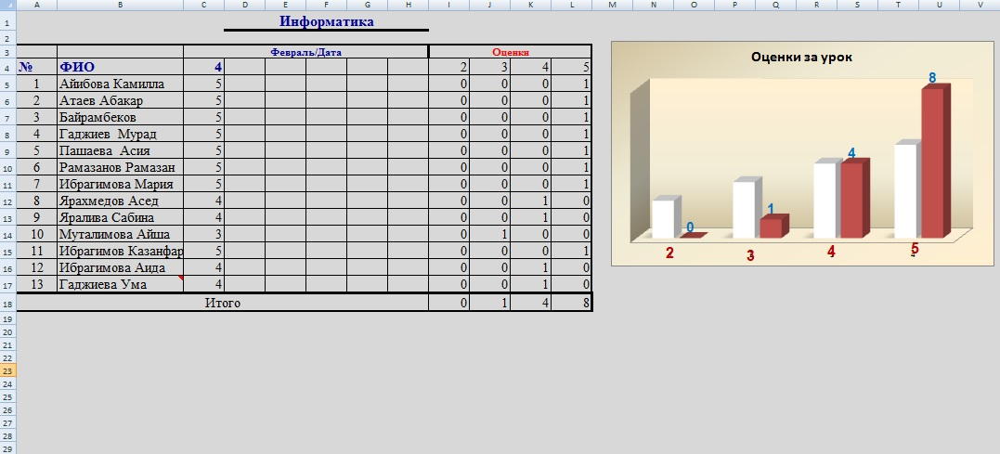 A B C D E F G H I J K L M N O P Q R S T U V
1 Информатика
2
3 Февраль/Дата Оценки
4 № ФИО 4 2 3 4 5
5 1 Айибова Камилла 5 0 0 0 1
6 2 Атаев Абакар 5 0 0 0 1
7 3 Байрамбеков 5 0 0 0 1
8 4 Гаджиев Мурад 5 0 0 0 1
9 5 Пашаева Асия 5 0 0 0 1
10 6 Рамазанов Рамазан 5 0 0 0 1
11 7 Ибрагимова Мария 5 0 0 0 1
12 8 Ярахмедов Асед 4 0 0 1 0
13 9 Яралива Сабина 4 0 0 1 0
14 10 Муталимова Айша 3 0 1 0 0
15 11 Ибрагимов Казанфар 5 0 0 0 1
16 12 Ибрагимова Аида 4 0 0 1 0
17 13 Гаджиева Ума 4 0 0 1 0
18 Итого 0 1 4 8
19
20
21
22
23
24
25
26
27
28
29
Оценки за урок
0 1 4 8
2 3 4 5
4